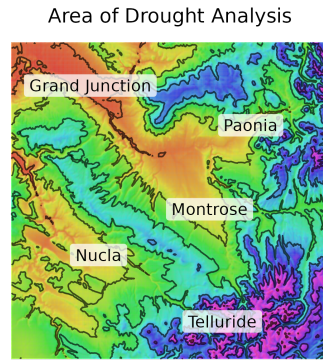 Area of Drought Analysis
Grand Junction
Paonia
Montrose
Nucla
Telluride